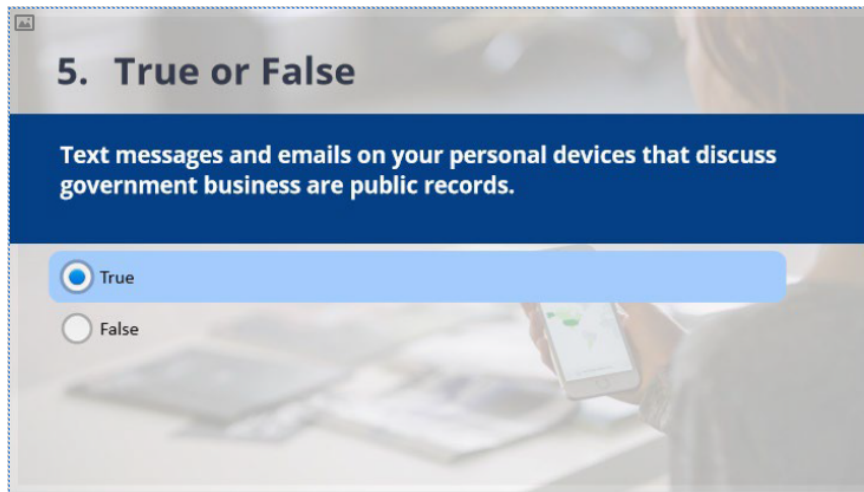 5. True or False
Text messages and emails on your personal devices that discuss
government business are public records.
True
False